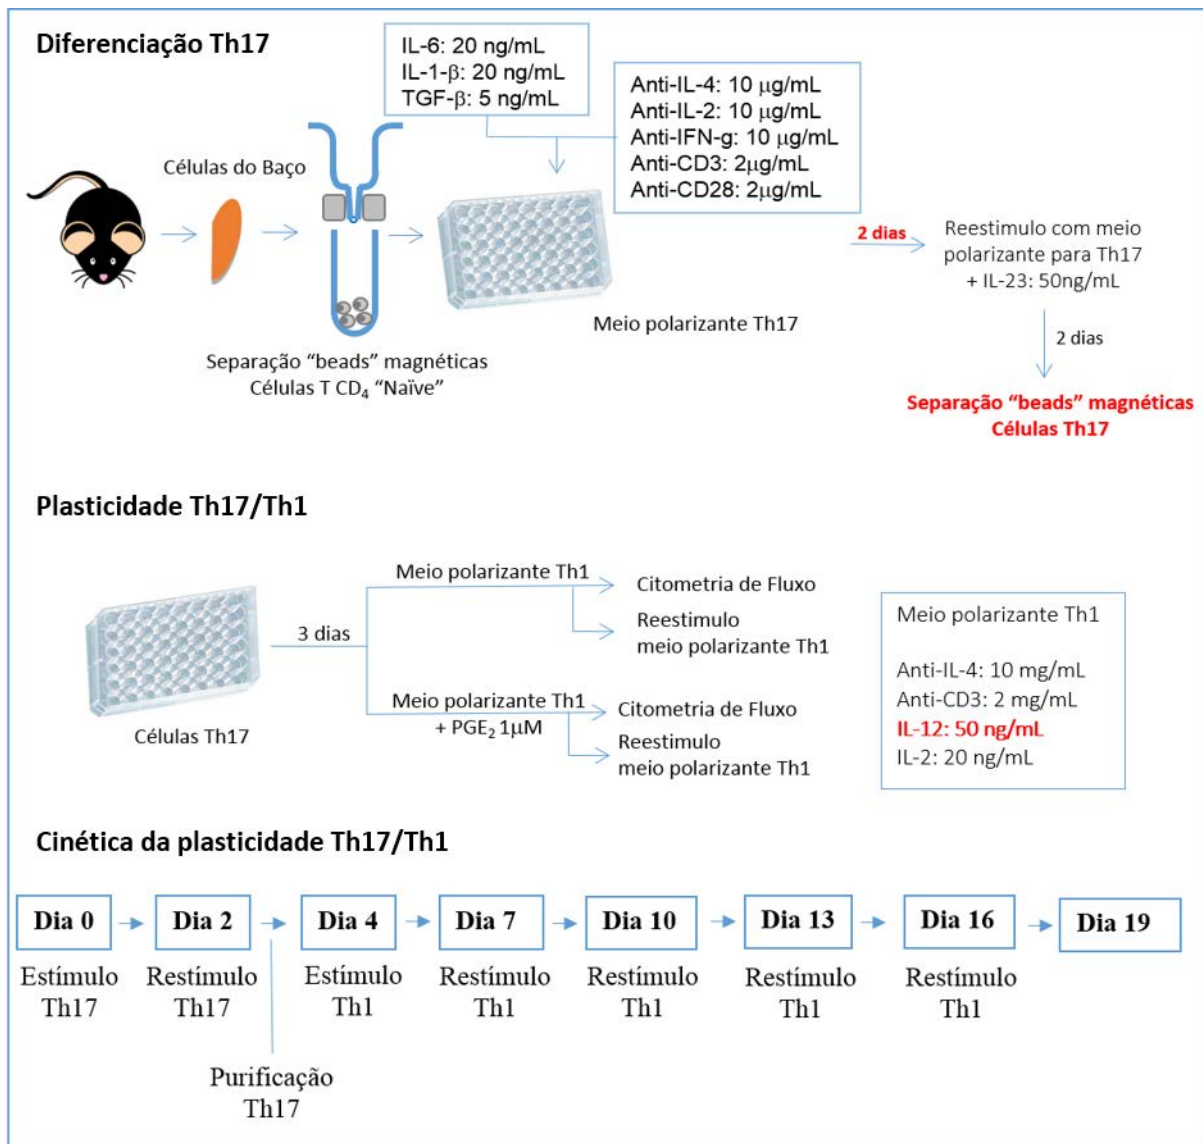 Diferenciação Th17
IL-6: 20 ng/mL
IL-1-β: 20 ng/mL
TGF-β: 5 ng/mL
Anti-IL-4: 10 μg/mL
Anti-IL-2: 10 μg/mL
Anti-IFN-g: 10 μg/mL
Anti-CD3: 2μg/mL
Anti-CD28: 2μg/mL
Células do Baço
Separação “beads” magnéticas
Células T CD₄ “Naïve”
Meio polarizante Th17
2 dias
Reestimulo com meio
polarizante para Th17
+ IL-23: 50ng/mL
2 dias
Separação “beads” magnéticas
Células Th17
Plasticidade Th17/Th1
Células Th17
3 dias
Meio polarizante Th1
Citometria de Fluxo
Reestimulo
meio polarizante Th1
Meio polarizante Th1
+ PGE₂ 1μM
Citometria de Fluxo
Reestimulo
meio polarizante Th1
Meio polarizante Th1
Anti-IL-4: 10 mg/mL
Anti-CD3: 2 mg/mL
IL-12: 50 ng/mL
IL-2: 20 ng/mL
Cinética da plasticidade Th17/Th1
Dia 0
Dia 2
Dia 4
Dia 7
Dia 10
Dia 13
Dia 16
Dia 19
Estímulo
Th17
Restímulo
Th17
Estímulo
Th1
Restímulo
Th1
Restímulo
Th1
Restímulo
Th1
Restímulo
Th1
Purificação
Th17